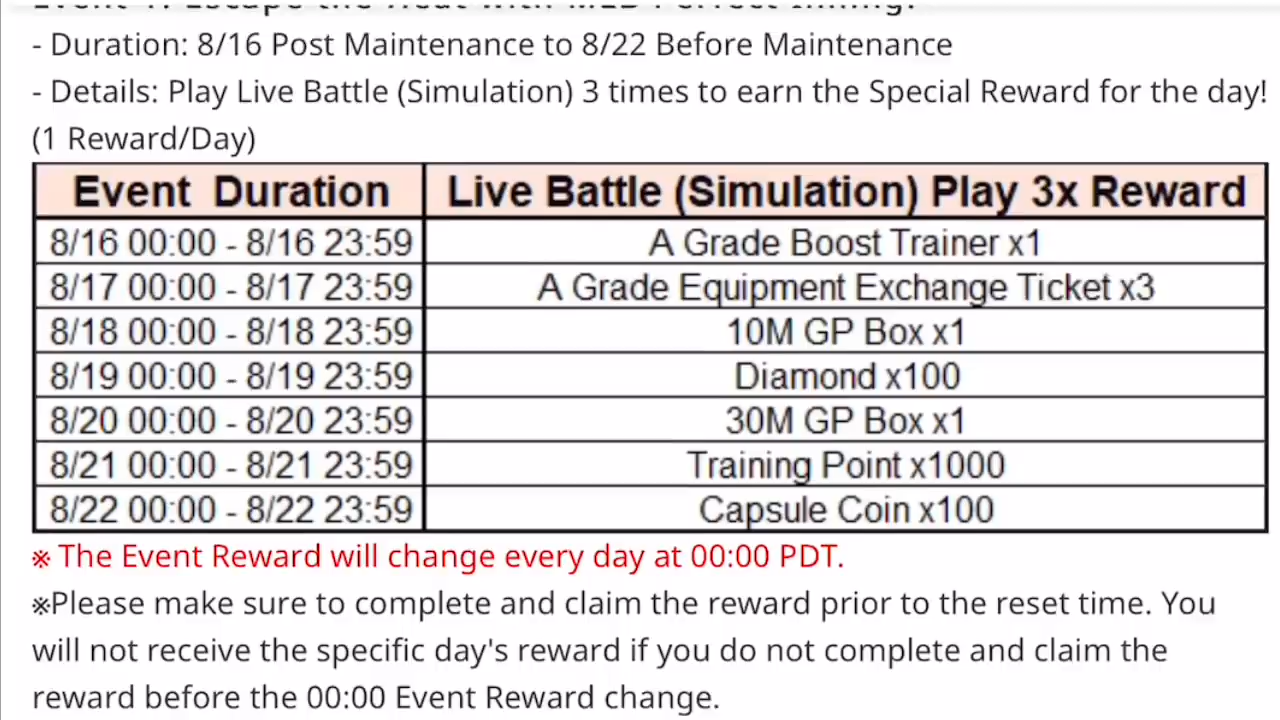 - Duration: 8/16 Post Maintenance to 8/22 Before Maintenance
- Details: Play Live Battle (Simulation) 3 times to earn the Special Reward for the day!
(1 Reward/Day)
Event Duration Live Battle (Simulation) Play 3x Reward
8/16 00:00 - 8/16 23:59 A Grade Boost Trainer x1
8/17 00:00 - 8/17 23:59 A Grade Equipment Exchange Ticket x3
8/18 00:00 - 8/18 23:59 10M GP Box x1
8/19 00:00 - 8/19 23:59 Diamond x100
8/20 00:00 - 8/20 23:59 30M GP Box x1
8/21 00:00 - 8/21 23:59 Training Point x1000
8/22 00:00 - 8/22 23:59 Capsule Coin x100
※ The Event Reward will change every day at 00:00 PDT.
※Please make sure to complete and claim the reward prior to the reset time. You
will not receive the specific day's reward if you do not complete and claim the
reward before the 00:00 Event Reward change.